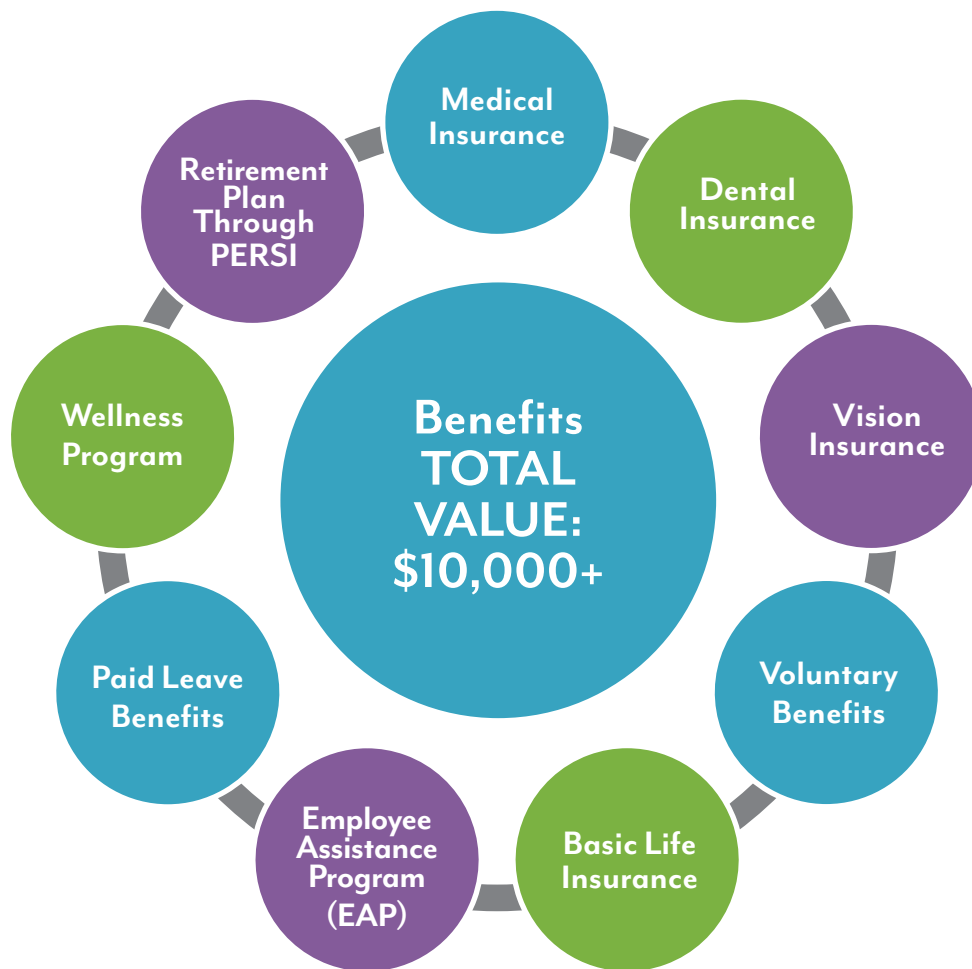 Medical
Insurance
Dental
Insurance
Vision
Insurance
Voluntary
Benefits
Basic Life
Insurance
Employee
Assistance
Program
(EAP)
Paid Leave
Benefits
Wellness
Program
Retirement
Plan
Through
PERSI
Benefits
TOTAL
VALUE:
$10,000+